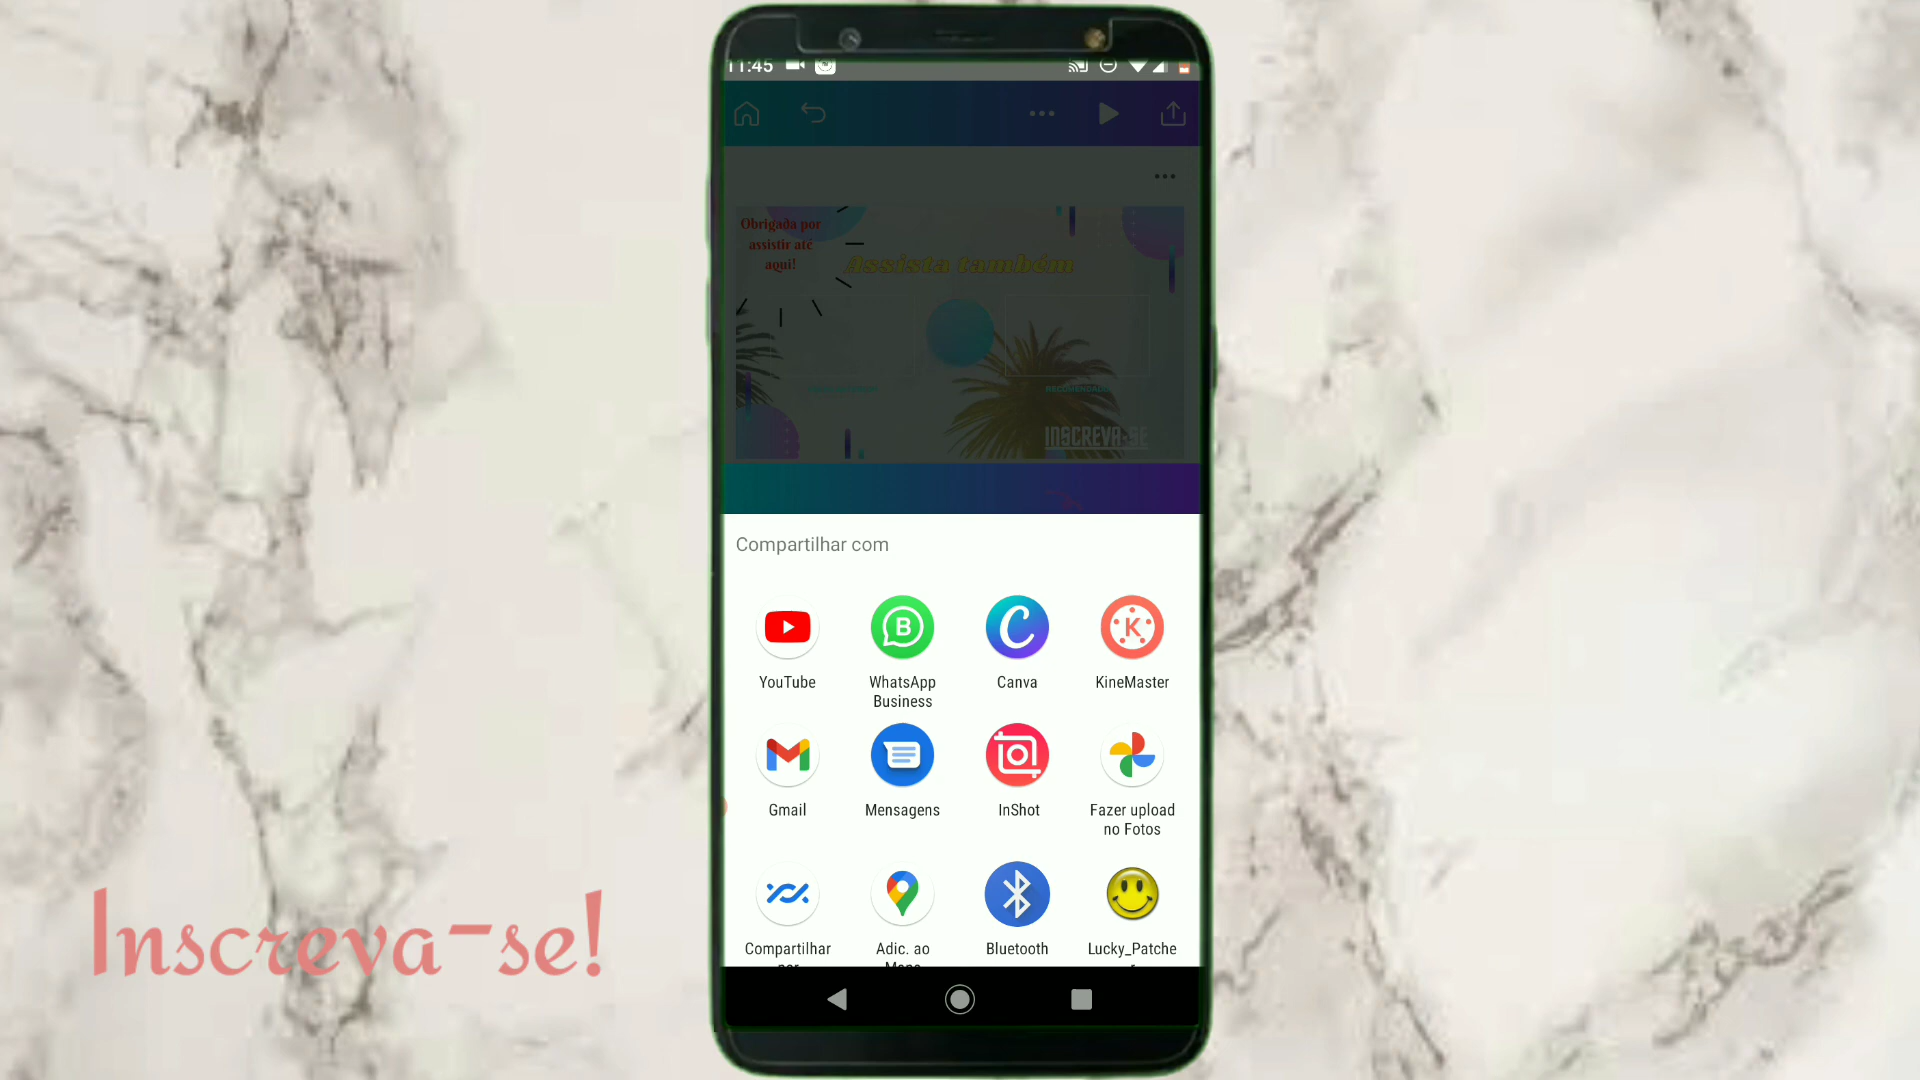 11:45
Obrigada por
assistir até
aqui!
Assista também
RECOMENDADO
INSCREVA-SE
Compartilhar com
YouTube
WhatsApp
Business
Canva
KineMaster
Gmail
Mensagens
InShot
Fazer upload
no Fotos
Compartilhar
Adic. ao
Bluetooth
Lucky_Patche
Inscreva-se!